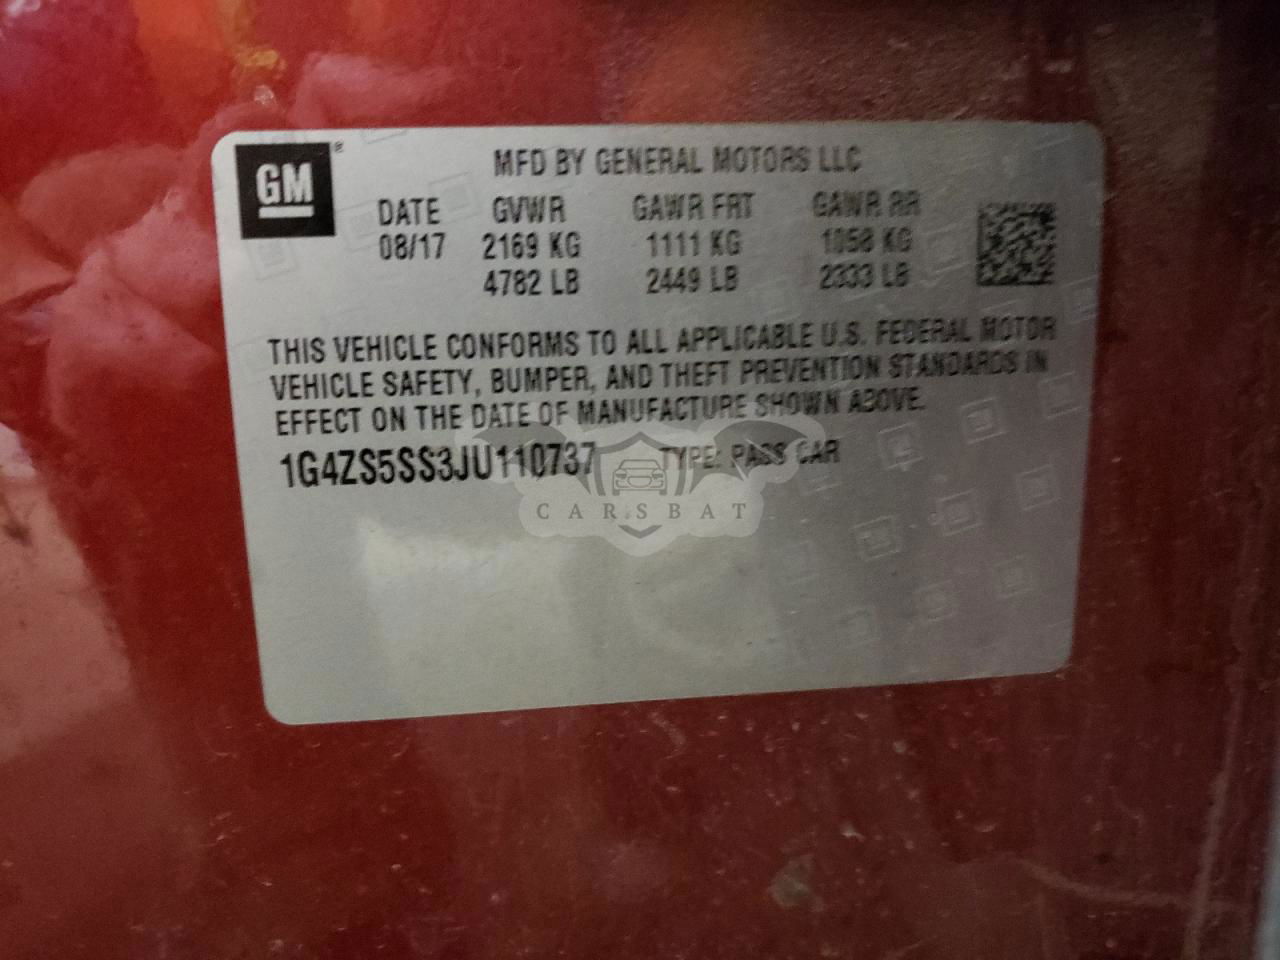 GM®
MFD BY GENERAL MOTORS LLC
DATE GVWR GAWR FRT GAWR RR
08/17 2169 KG 1111 KG 1058 KG
4782 LB 2449 LB 2333 LB
THIS VEHICLE CONFORMS TO ALL APPLICABLE U.S. FEDERAL MOTOR
VEHICLE SAFETY, BUMPER, AND THEFT PREVENTION STANDARDS IN
EFFECT ON THE DATE OF MANUFACTURE SHOWN ABOVE.
1G4ZS5SS3JU110737 TYPE: PASS CAR
CARSBAT